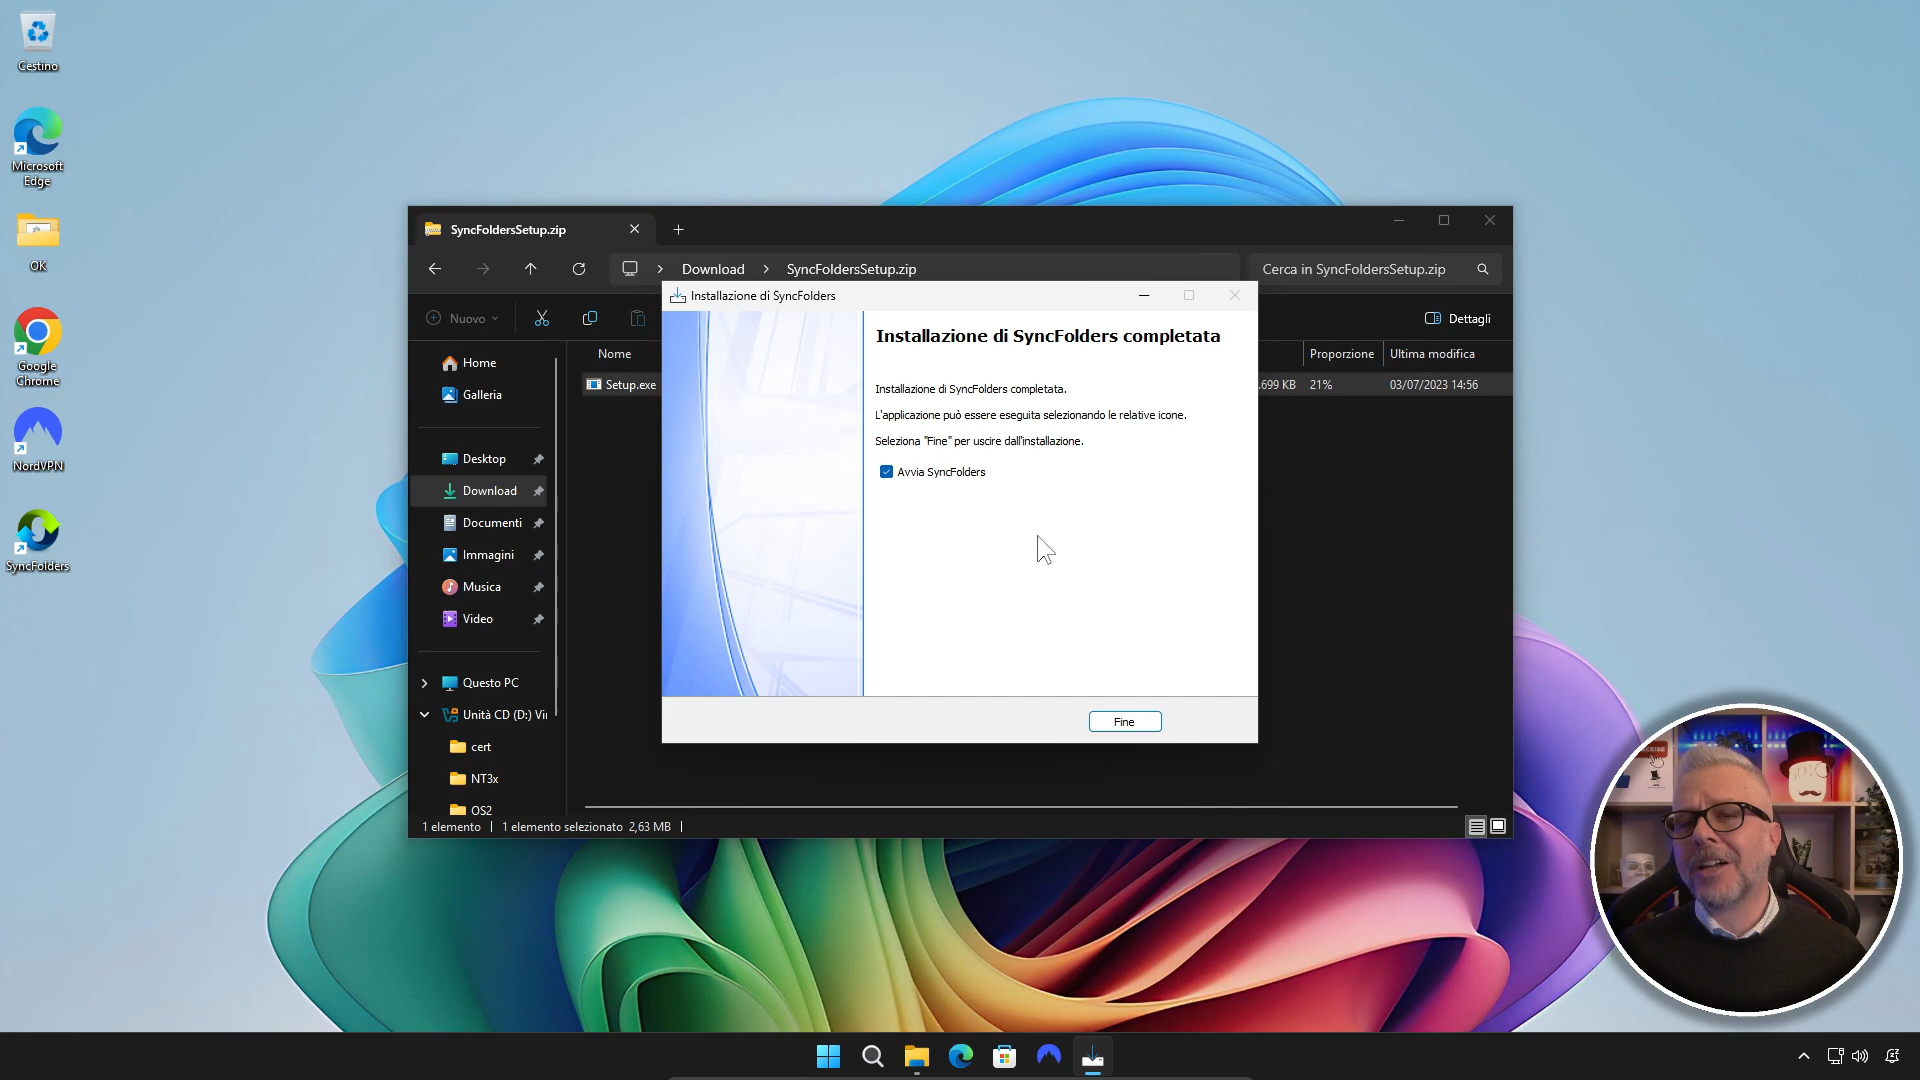 Cestino
Microsoft
Edge
OK
Google
Chrome
NordVPN
SyncFolders
SyncFoldersSetup.zip
Download
SyncFoldersSetup.zip
Cerca in SyncFoldersSetup.zip
Nuovo
Dettagli
Home
Galleria
Desktop
Download
Documenti
Immagini
Musica
Video
Questo PC
Unità CD (D:) Vi
cert
NT3x
OS2
Nome
Proporzione
Ultima modifica
Setup.exe
.699 KB
21%
03/07/2023 14:56
1 elemento
1 elemento selezionato 2,63 MB
Installazione di SyncFolders
Installazione di SyncFolders completata
Installazione di SyncFolders completata.
L'applicazione può essere eseguita selezionando le relative icone.
Seleziona "Fine" per uscire dall'installazione.
Avvia SyncFolders
Fine